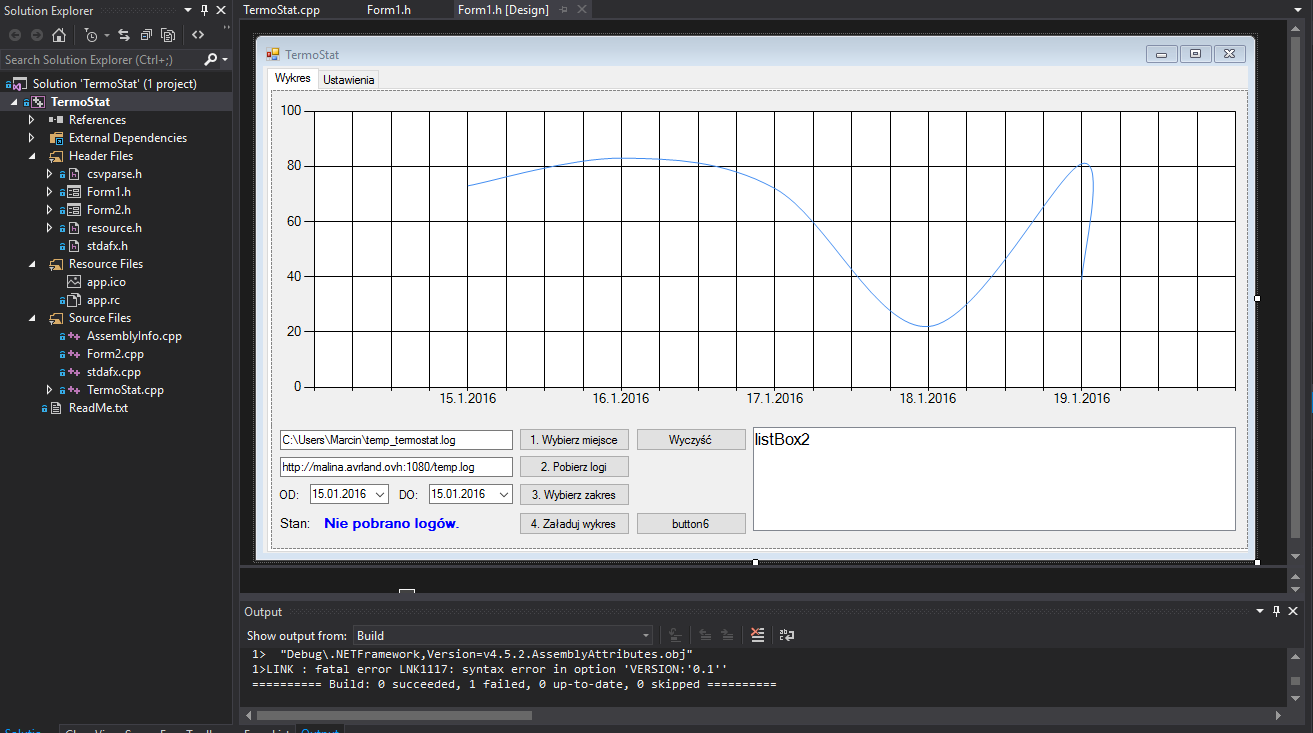 Solution Explorer
Search Solution Explorer (Ctrl+;)
Solution 'TermoStat' (1 project)
TermoStat
References
External Dependencies
Header Files
csvparse.h
Form1.h
Form2.h
resource.h
stdafx.h
Resource Files
app.ico
app.rc
Source Files
AssemblyInfo.cpp
Form2.cpp
stdafx.cpp
TermoStat.cpp
ReadMe.txt
TermoStat.cpp Form1.h Form1.h [Design]
TermoStat
Wykres Ustawienia
100
80
60
40
20
0
15.1.2016 16.1.2016 17.1.2016 18.1.2016 19.1.2016
C:\Users\Marcin\temp_termostat.log 1. Wybierz miejsce Wyczyść
http://malina.avrland.ovh:1080/temp.log 2. Pobierz logi
OD: 15.01.2016 DO: 15.01.2016 3. Wybierz zakres
Stan: Nie pobrano logów. 4. Załaduj wykres button6
listBox2
Output
Show output from: Build
1> "Debug\.NETFramework,Version=v4.5.2.AssemblyAttributes.obj"
1>LINK : fatal error LNK1117: syntax error in option 'VERSION:'0.1''
========== Build: 0 succeeded, 1 failed, 0 up-to-date, 0 skipped ==========